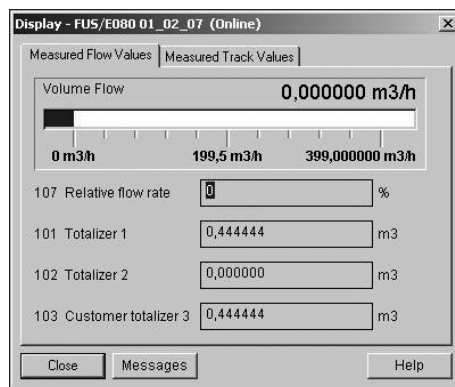 Display - FUS/E080 01_02_07 (Online)
Measured Flow Values Measured Track Values
Volume Flow 0,000000 m3/h
0 m3/h 199,5 m3/h 399,000000 m3/h
107 Relative flow rate 0 %
101 Totalizer 1 0,444444 m3
102 Totalizer 2 0,000000 m3
103 Customer totalizer 3 0,444444 m3
Close Messages Help